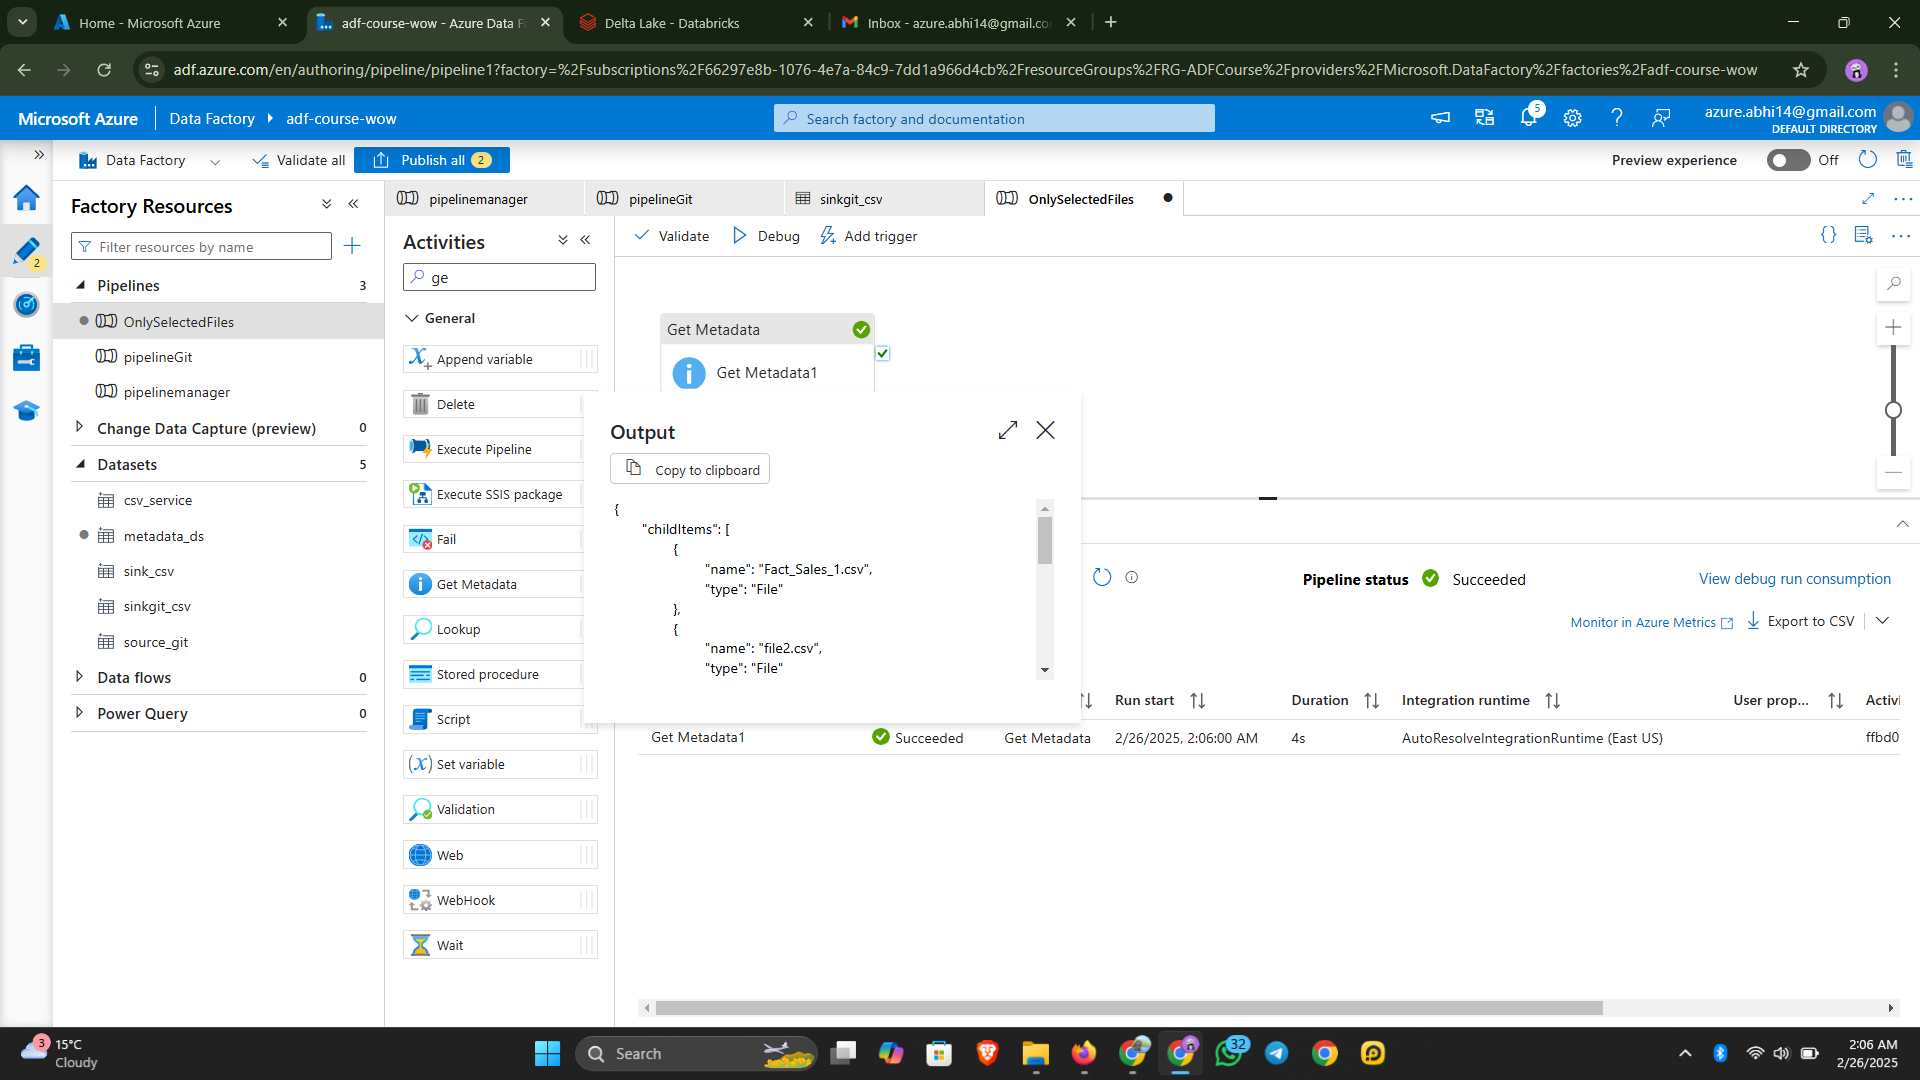 Home - Microsoft Azure
adf-course-wow - Azure Data F
Delta Lake - Databricks
Inbox - azure.abhi14@gmail.co
adf.azure.com/en/authoring/pipeline/pipeline1?factory=%2Fsubscriptions%2F66297e8b-1076-4e7a-84c9-7dd1a966d4cb%2FresourceGroups%2FRG-ADFCourse%2Fproviders%2FMicrosoft.DataFactory%2Ffactories%2Fadf-course-wow
Microsoft Azure
Data Factory
adf-course-wow
Search factory and documentation
5
azure.abhi14@gmail.com
DEFAULT DIRECTORY
Data Factory
Validate all
Publish all 2
Preview experience
Off
2
Factory Resources
Filter resources by name
Pipelines 3
OnlySelectedFiles
pipelineGit
pipelinemanager
Change Data Capture (preview) 0
Datasets 5
csv_service
metadata_ds
sink_csv
sinkgit_csv
source_git
Data flows 0
Power Query 0
pipelinemanager
pipelineGit
sinkgit_csv
OnlySelectedFiles
Activities
ge
General
Append variable
Delete
Execute Pipeline
Execute SSIS package
Fail
Get Metadata
Lookup
Stored procedure
Script
Set variable
Validation
Web
WebHook
Wait
Validate
Debug
Add trigger
Get Metadata
Get Metadata1
Output
Copy to clipboard
{
"childItems": [
{
"name": "Fact_Sales_1.csv",
"type": "File"
},
{
"name": "file2.csv",
"type": "File"
Pipeline status
Succeeded
View debug run consumption
Monitor in Azure Metrics
Export to CSV
Run start
Duration
Integration runtime
User prop...
Activi
Get Metadata1
Succeeded
Get Metadata
2/26/2025, 2:06:00 AM
4s
AutoResolveIntegrationRuntime (East US)
ffbd0
3
15°C
Cloudy
Search
32
2:06 AM
2/26/2025